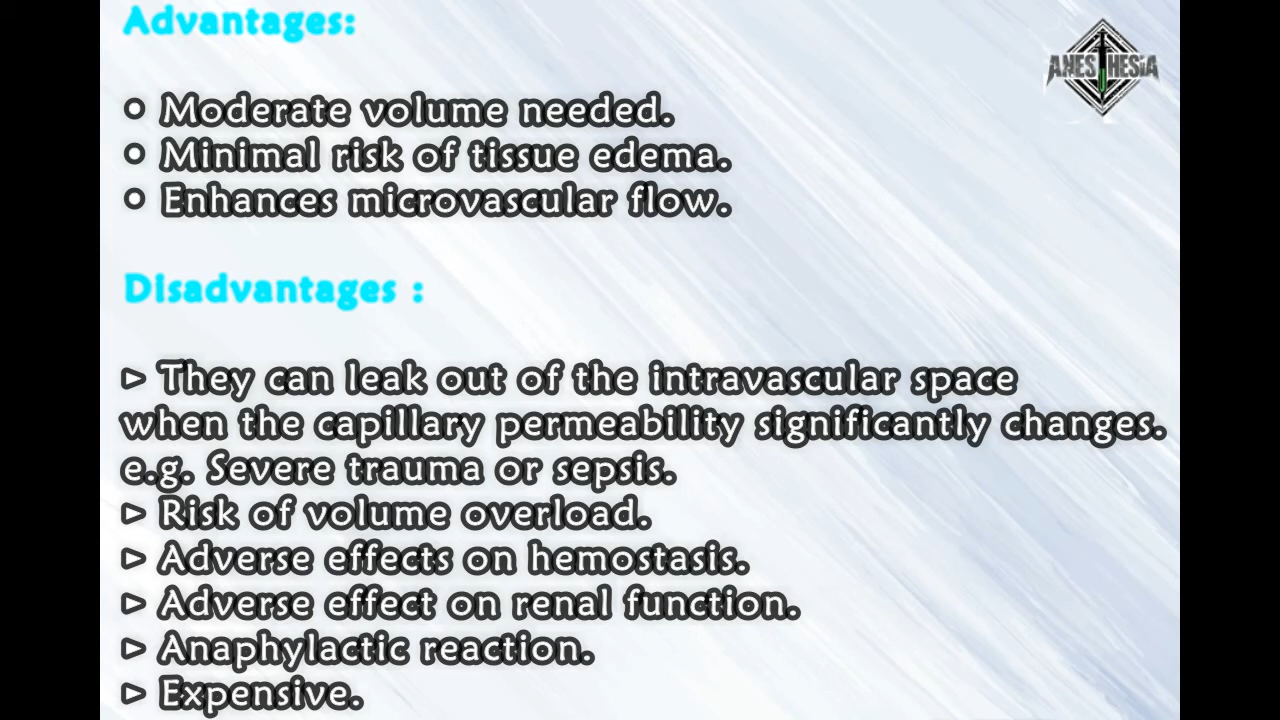 Advantages:
ANESTHESIA
○ Moderate volume needed.
○ Minimal risk of tissue edema.
○ Enhances microvascular flow.
Disadvantages :
▻ They can leak out of the intravascular space
when the capillary permeability significantly changes.
e.g. Severe trauma or sepsis.
▻ Risk of volume overload.
▻ Adverse effects on hemostasis.
▻ Adverse effect on renal function.
▻ Anaphylactic reaction.
▻ Expensive.